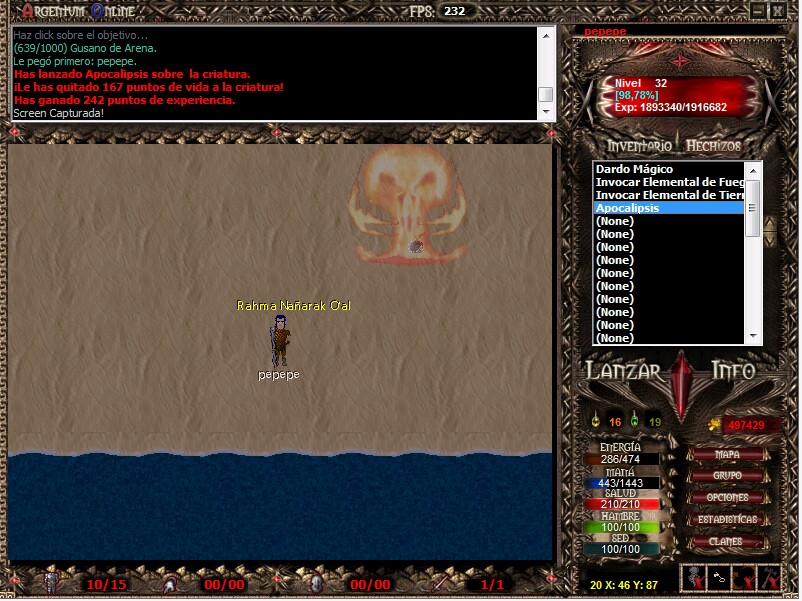 Argentum Online
FPS: 232
Haz click sobre el objetivo...
(639/1000) Gusano de Arena.
Le pegó primero: pepepe.
Has lanzado Apocalipsis sobre la criatura.
¡Le has quitado 167 puntos de vida a la criatura!
Has ganado 242 puntos de experiencia.
Screen Capturada!
pepepe
Nivel 32
[98,78%]
Exp: 1893340/1916682
Inventario Hechizos
Dardo Mágico
Invocar Elemental de Fueg
Invocar Elemental de Tierr
Apocalipsis
(None)
(None)
(None)
(None)
(None)
(None)
(None)
(None)
(None)
(None)
Rahma Nañarak O'al
pepepe
Lanzar Info
16 19
497429
ENERGÍA
286/474
MANÁ
443/1443
SALUD
210/210
HAMBRE
100/100
SED
100/100
MAPA
GRUPO
OPCIONES
ESTADISTÍCAS
CLANES
10/15 00/00 00/00 1/1
20 X: 46 Y: 87